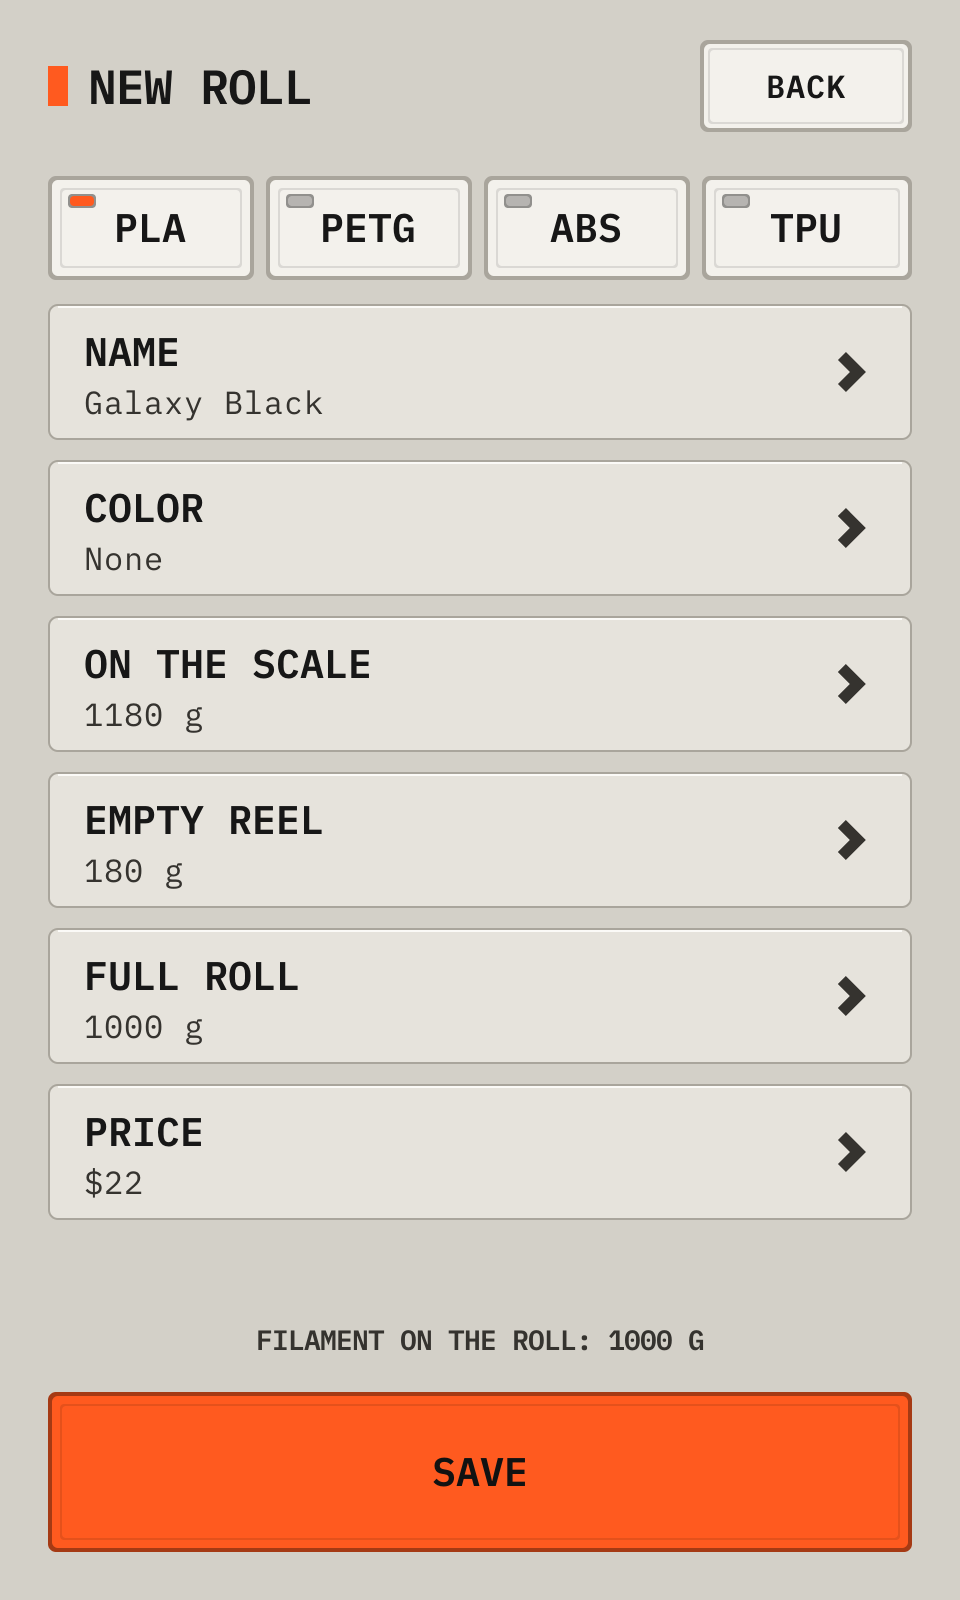 NEW ROLL
BACK
PLA
PETG
ABS
TPU
NAME
Galaxy Black
COLOR
None
ON THE SCALE
1180 g
EMPTY REEL
180 g
FULL ROLL
1000 g
PRICE
$22
FILAMENT ON THE ROLL: 1000 G
SAVE